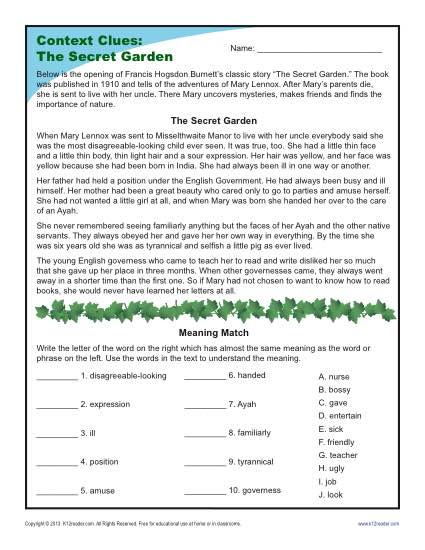 Context Clues:
The Secret Garden
Name: ____________________________
Below is the opening of Francis Hogsdon Burnett's classic story "The Secret Garden." The book
was published in 1910 and tells of the adventures of Mary Lennox. After Mary's parents die,
she is sent to live with her uncle. There Mary uncovers mysteries, makes friends and finds the
importance of nature.
The Secret Garden
When Mary Lennox was sent to Misselthwaite Manor to live with her uncle everybody said she
was the most disagreeable-looking child ever seen. It was true, too. She had a little thin face
and a little thin body, thin light hair and a sour expression. Her hair was yellow, and her face was
yellow because she had been born in India. She had always been ill in one way or another.
Her father had held a position under the English Government. He had always been busy and ill
himself. Her mother had been a great beauty who cared only to go to parties and amuse herself.
She had not wanted a little girl at all, and when Mary was born she handed her over to the care
of an Ayah.
She never remembered seeing familiarly anything but the faces of her Ayah and the other native
servants. They always obeyed her and gave her her own way in everything. By the time she
was six years old she was as tyrannical and selfish a little pig as ever lived.
The young English governess who came to teach her to read and write disliked her so much
that she gave up her place in three months. When other governesses came, they always went
away in a shorter time than the first one. So if Mary had not chosen to want to know how to read
books, she would never have learned her letters at all.
Meaning Match
Write the letter of the word on the right which has almost the same meaning as the word or
phrase on the left. Use the words in the text to understand the meaning.
_________ 1. disagreeable-looking
_________ 2. expression
_________ 3. ill
_________ 4. position
_________ 5. amuse
_________ 6. handed
_________ 7. Ayah
_________ 8. familiarly
_________ 9. tyrannical
_________ 10. governess
A. nurse
B. bossy
C. gave
D. entertain
E. sick
F. friendly
G. teacher
H. ugly
I. job
J. look
Copyright © 2013 K12reader.com. All Rights Reserved. Free for educational use at home or in classrooms.
www.k12reader.com